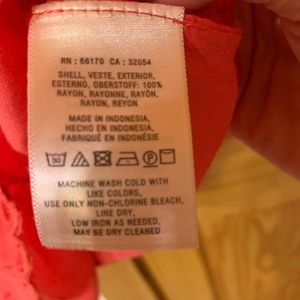 RN : 66170 CA : 32054
SHELL, VESTE, EXTERIOR,
ESTERNO, OBERSTOFF: 100%
RAYON, RAYONNE, RAYÓN,
RAYON, REYON
MADE IN INDONESIA,
HECHO EN INDONESIA,
FABRIQUÉ EN INDONÉSIE
30 P
MACHINE WASH COLD WITH
LIKE COLORS,
USE ONLY NON-CHLORINE BLEACH,
LINE DRY,
LOW IRON AS NEEDED,
MAY BE DRY CLEANED